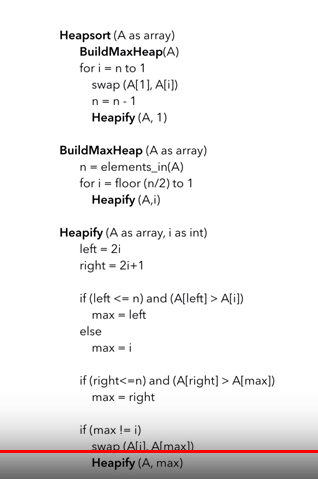 Heapsort (A as array)
BuildMaxHeap(A)
for i = n to 1
swap (A[1], A[i])
n = n - 1
Heapify (A, 1)
BuildMaxHeap (A as array)
n = elements_in(A)
for i = floor (n/2) to 1
Heapify (A,i)
Heapify (A as array, i as int)
left = 2i
right = 2i+1
if (left <= n) and (A[left] > A[i])
max = left
else
max = i
if (right<=n) and (A[right] > A[max])
max = right
if (max != i)
swap (A[i], A[max])
Heapify (A, max)